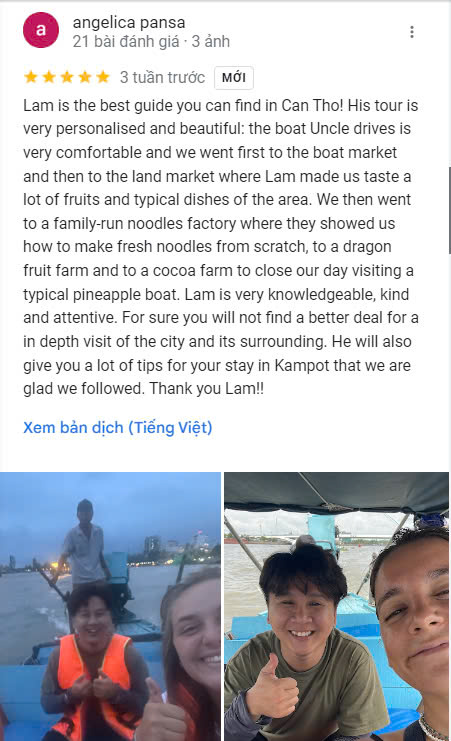 a
angelica pansa
21 bài đánh giá · 3 ảnh
3 tuần trước MỚI
Lam is the best guide you can find in Can Tho! His tour is
very personalised and beautiful: the boat Uncle drives is
very comfortable and we went first to the boat market
and then to the land market where Lam made us taste a
lot of fruits and typical dishes of the area. We then went
to a family-run noodles factory where they showed us
how to make fresh noodles from scratch, to a dragon
fruit farm and to a cocoa farm to close our day visiting a
typical pineapple boat. Lam is very knowledgeable, kind
and attentive. For sure you will not find a better deal for a
in depth visit of the city and its surrounding. He will also
give you a lot of tips for your stay in Kampot that we are
glad we followed. Thank you Lam!!
Xem bản dịch (Tiếng Việt)